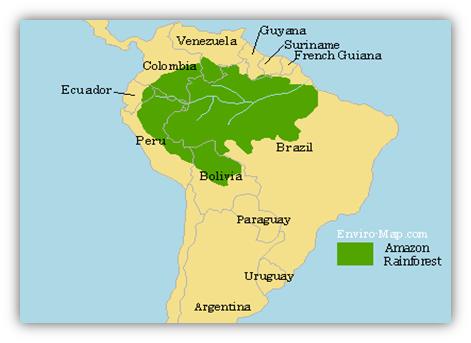 Guyana
Venezuela
Suriname
French Guiana
Colombia
Ecuador
Peru
Brazil
Bolivia
Paraguay
Enviro-Map.com
Amazon
Rainforest
Uruguay
Argentina